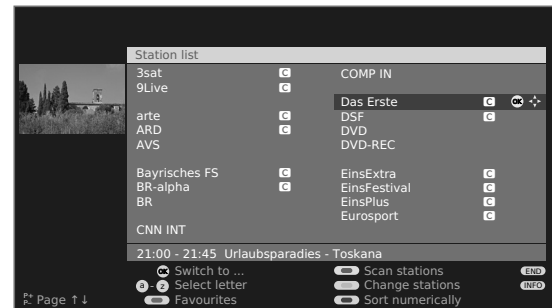 Station list
3sat C COMP IN
9Live C
Das Erste C OK
arte C DSF C
ARD C DVD
AVS DVD-REC
Bayrisches FS C EinsExtra C
BR-alpha C EinsFestival C
BR EinsPlus C
Eurosport C
CNN INT
21:00 - 21:45 Urlaubsparadies - Toskana
OK Switch to ... Scan stations END
a - z Select letter Change stations INFO
P+ P- Page ↑↓ Favourites Sort numerically